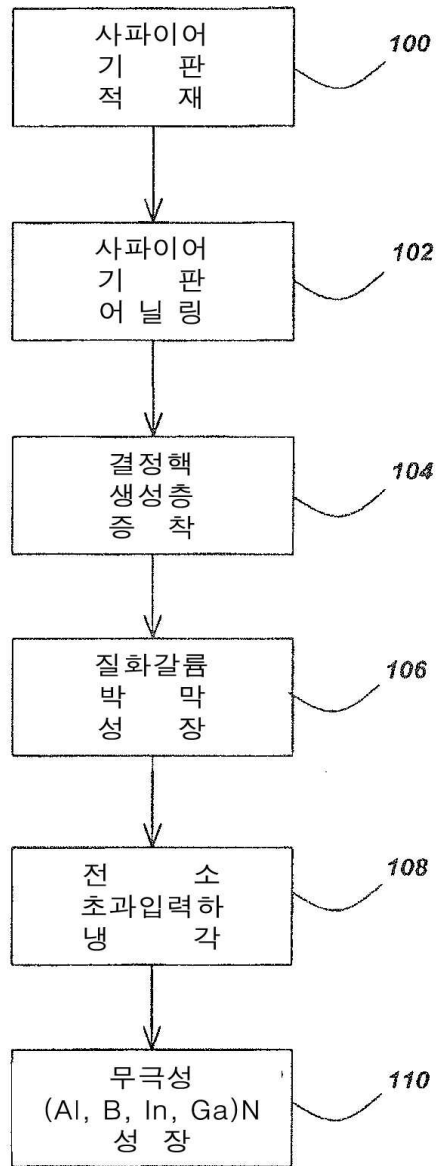 사파이어
기 판
적 재
100
사파이어
기 판
어 닐 링
102
결정핵
생성층
증 착
104
질화갈륨
박 막
성 장
106
전 소
초과입력하
냉 각
108
무극성
(Al, B, In, Ga)N
성 장
110